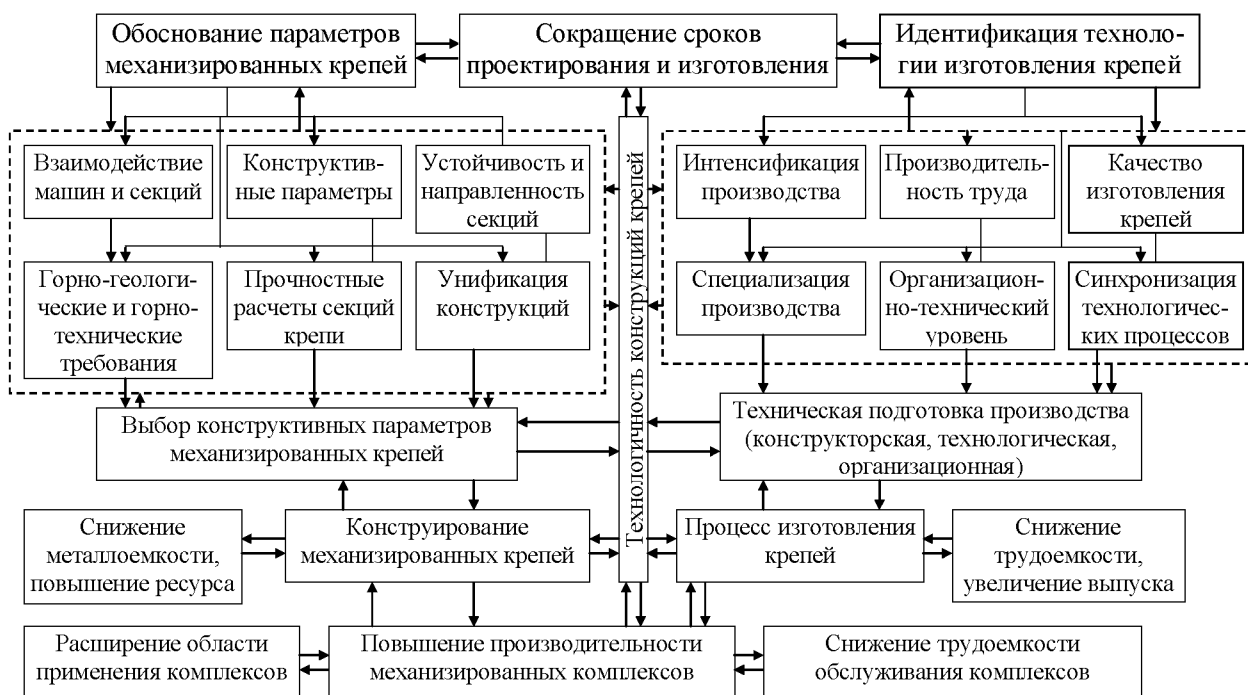 Обоснование параметров
механизированных крепей
Сокращение сроков
проектирования и изготовления
Идентификация техноло-
гии изготовления крепей
Взаимодействие
машин и секций
Конструктив-
ные параметры
Устойчивость и
направленность
секций
Технологичность конструкций крепей
Интенсификация
производства
Производитель-
ность труда
Качество
изготовления
крепей
Горно-геологи-
ческие и горно-
технические
требования
Прочностные
расчеты секций
крепи
Унификация
конструкций
Специализация
производства
Организацион-
но-технический
уровень
Синхронизация
технологичес-
ких процессов
Выбор конструктивных параметров
механизированных крепей
Техническая подготовка производства
(конструкторская, технологическая,
организационная)
Снижение
металлоемкости,
повышение ресурса
Конструирование
механизированных крепей
Процесс изготовления
крепей
Снижение
трудоемкости,
увеличение выпуска
Расширение области
применения комплексов
Повышение производительности
механизированных комплексов
Снижение трудоемкости
обслуживания комплексов